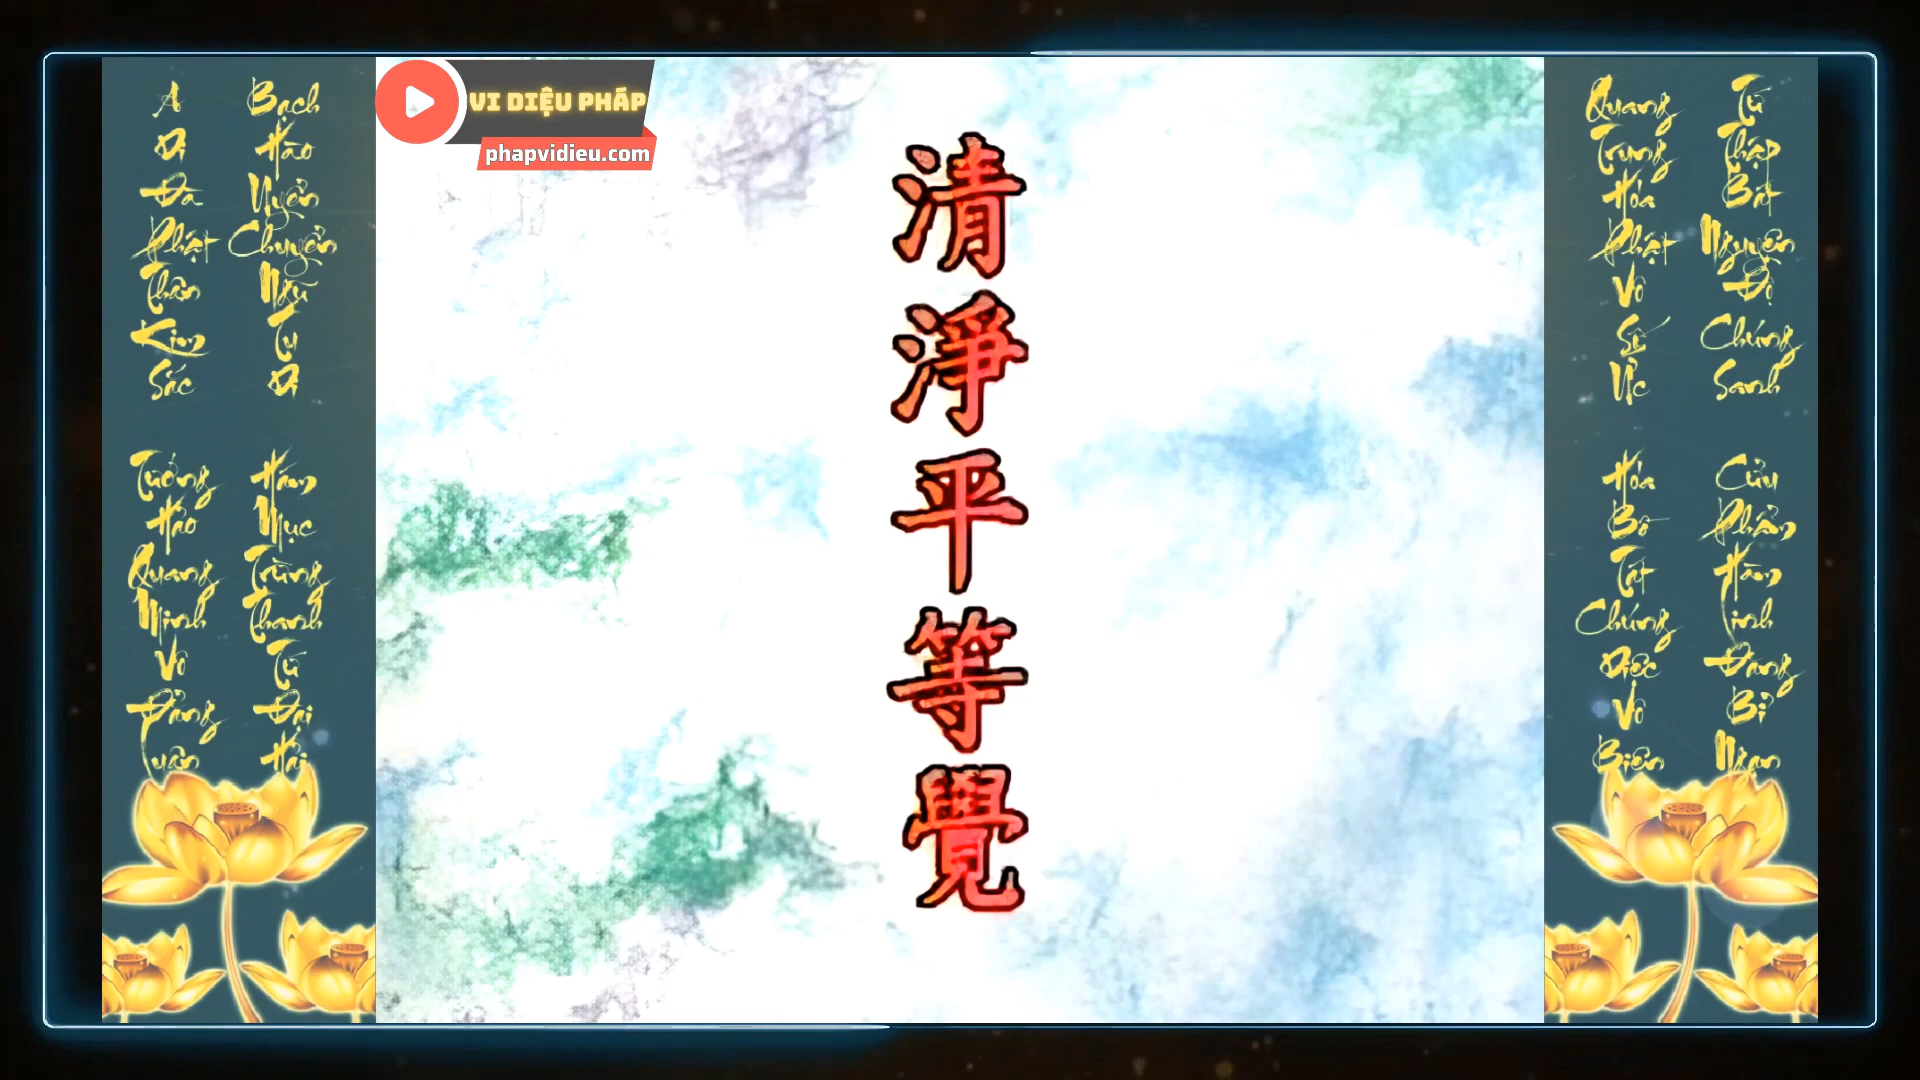 VI DIỆU PHÁP
phapvidieu.com
清淨平等覺
A Di Đà Phật Thân Kim Sắc
Tướng Hảo Quang Minh Vô Đẳng Luân
Bạch Hào Uyển Chuyển Ngũ Tu Di
Hám Mục Trừng Thanh Tứ Đại Hải
Quang Trung Hóa Phật Vô Số Ức
Hóa Bồ Tát Chúng Diệc Vô Biên
Tứ Thập Bát Nguyện Độ Chúng Sanh
Cửu Phẩm Hàm Linh Đăng Bỉ Ngạn